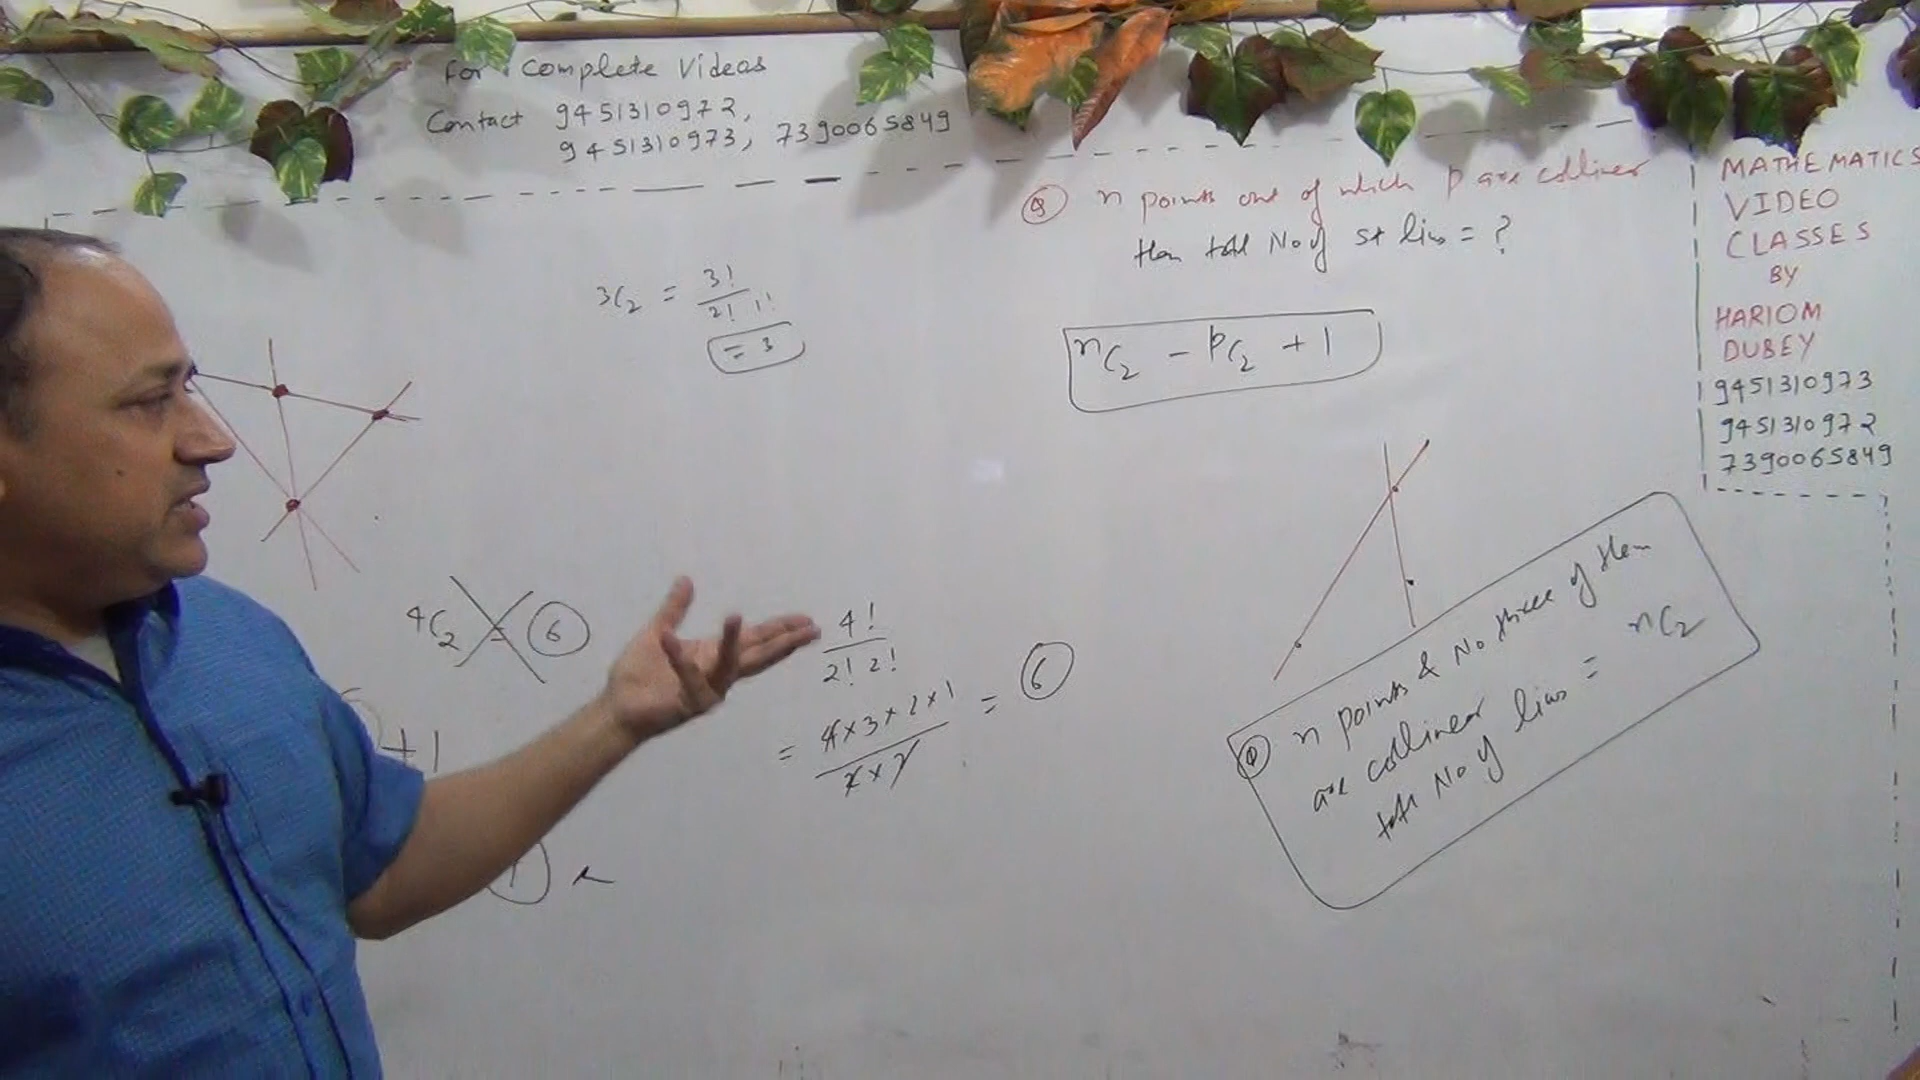 For Complete Videos
Contact 9451310972,
9451310973, 7390065849
Q n points out of which p are collinear
then total No of st lins = ?
nC2 - pC2 + 1
3C2 = 3!
2! 1!
= 3
4C2 = 6
+1
4!
2! 2!
= 4×3×2×1 = 6
2×2
Q n points & No three of them
are collinear
total No of lins = nC2
MATHEMATICS
VIDEO
CLASSES
BY
HARIOM
DUBEY
9451310973
9451310972
7390065849